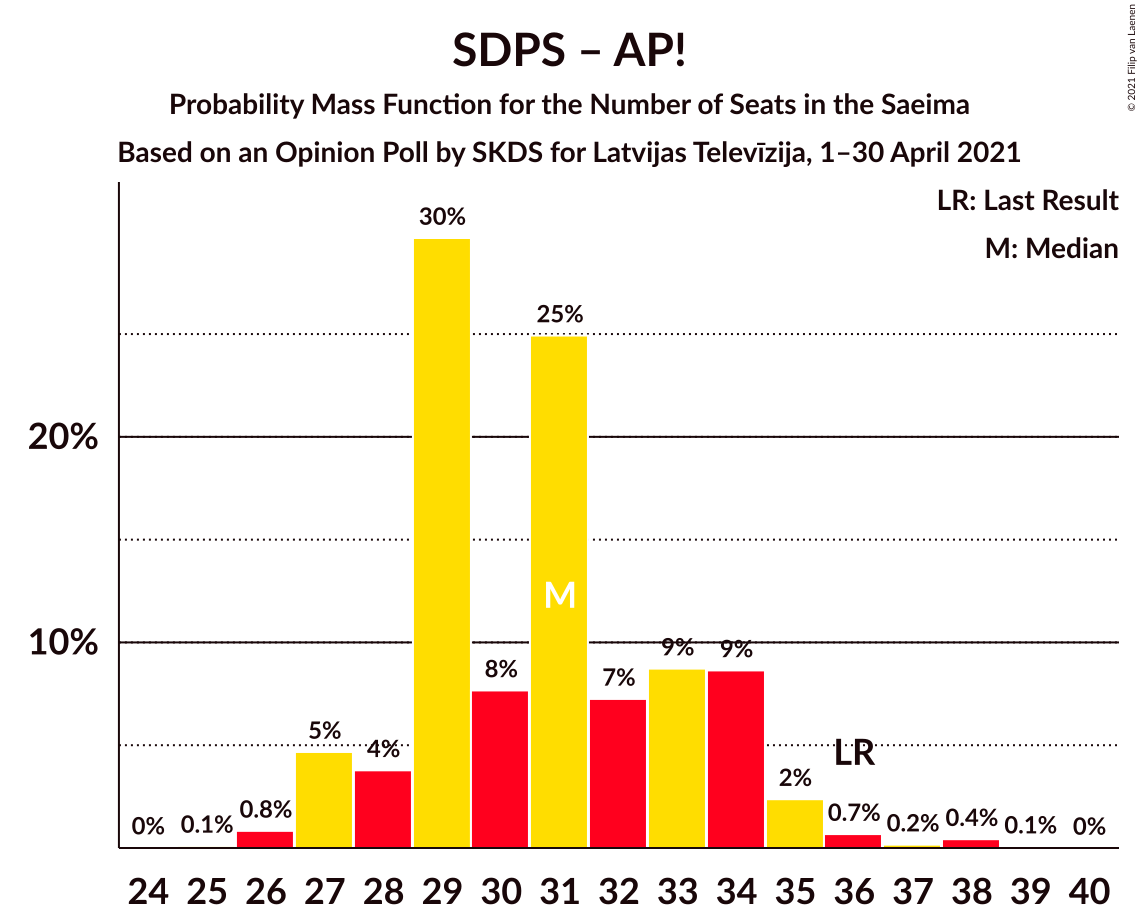 SDPS – AP!
Probability Mass Function for the Number of Seats in the Saeima
Based on an Opinion Poll by SKDS for Latvijas Televīzija, 1–30 April 2021
© 2021 Filip van Laenen
LR: Last Result
M: Median
20%
10%
0% 0.1% 0.8% 5% 4% 30% 8% 25% 7% 9% 9% 2% 0.7% 0.2% 0.4% 0.1% 0%
M
LR
24 25 26 27 28 29 30 31 32 33 34 35 36 37 38 39 40